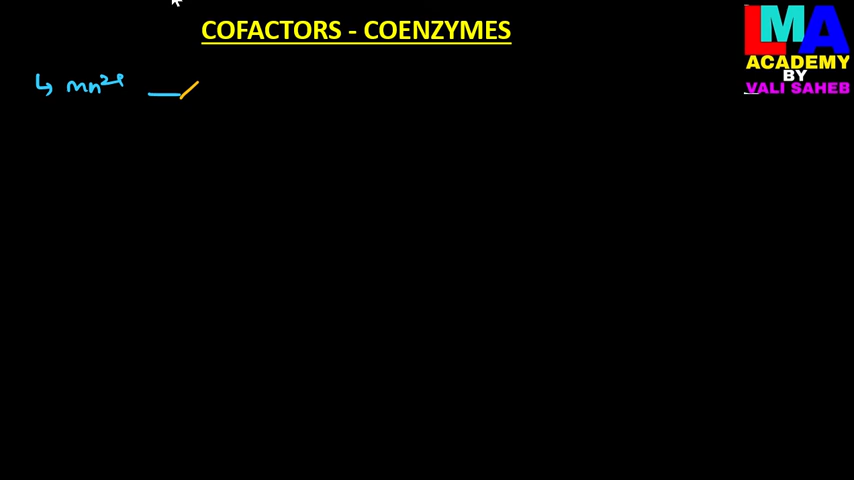 COFACTORS - COENZYMES
LMA
ACADEMY
BY
VALI SAHEB
↳ Mn²⁺ —